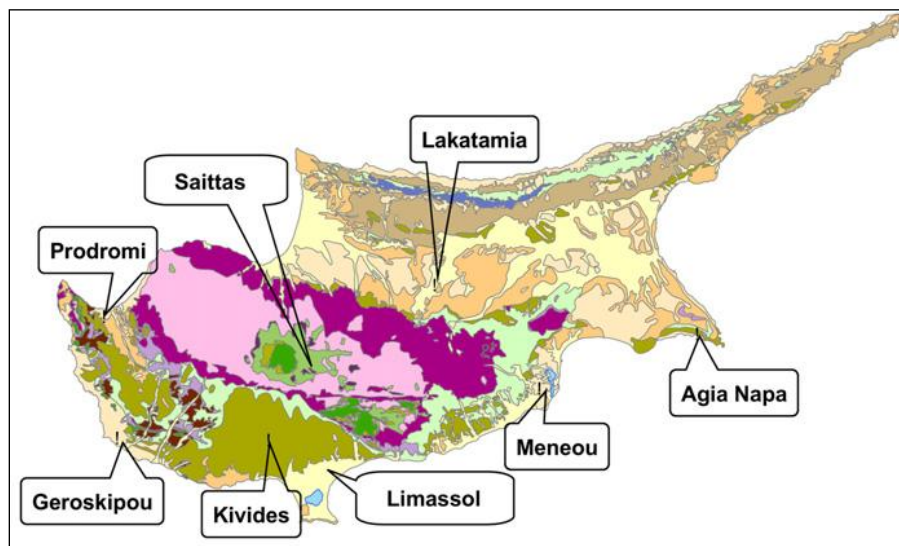 Lakatamia
Saittas
Prodromi
Agia Napa
Meneou
Geroskipou
Kivides
Limassol